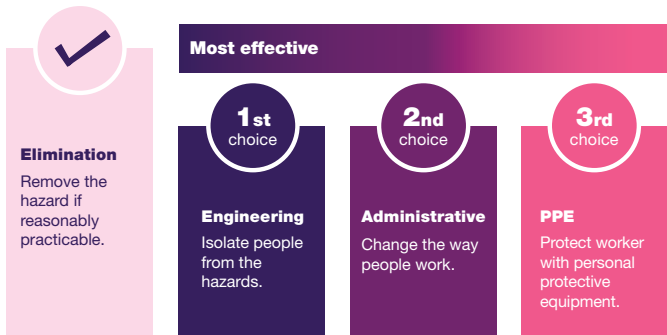 Most effective
Elimination
Remove the
hazard if
reasonably
practicable.
1st
choice
Engineering
Isolate people
from the
hazards.
2nd
choice
Administrative
Change the way
people work.
3rd
choice
PPE
Protect worker
with personal
protective
equipment.